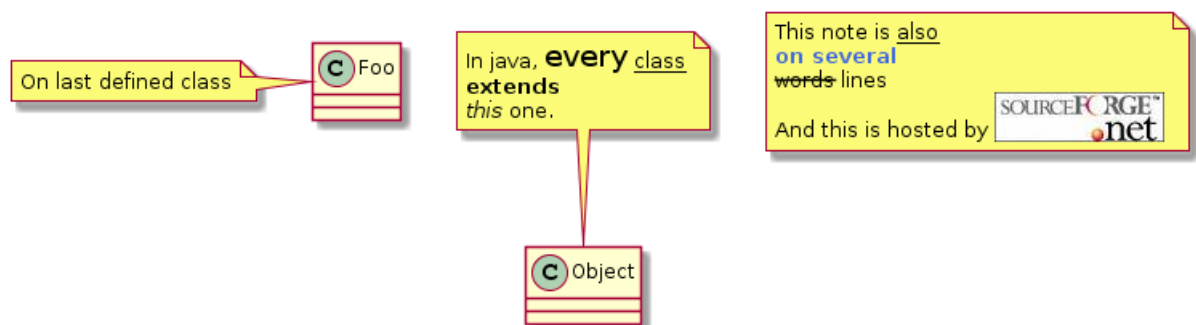 On last defined class
C Foo
In java, every class
extends
this one.
C Object
This note is also
on several
words lines
And this is hosted by SOURCEFORGE™
.net